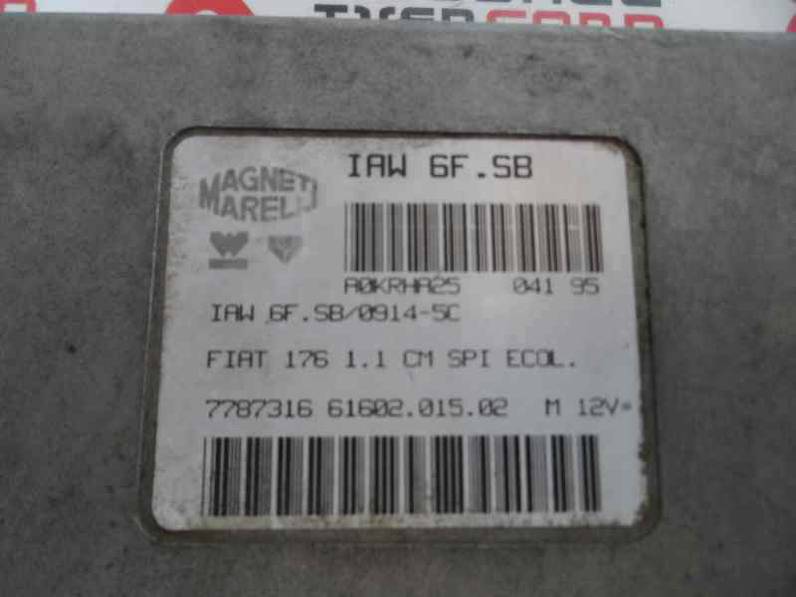 IAW 6F.SB
MAGNETI
MARELLI
A0KRHA25 041 95
IAW 6F.SB/0914-5C
FIAT 176 1.1 CM SPI ECOL.
7787316 61602.015.02 M 12V=